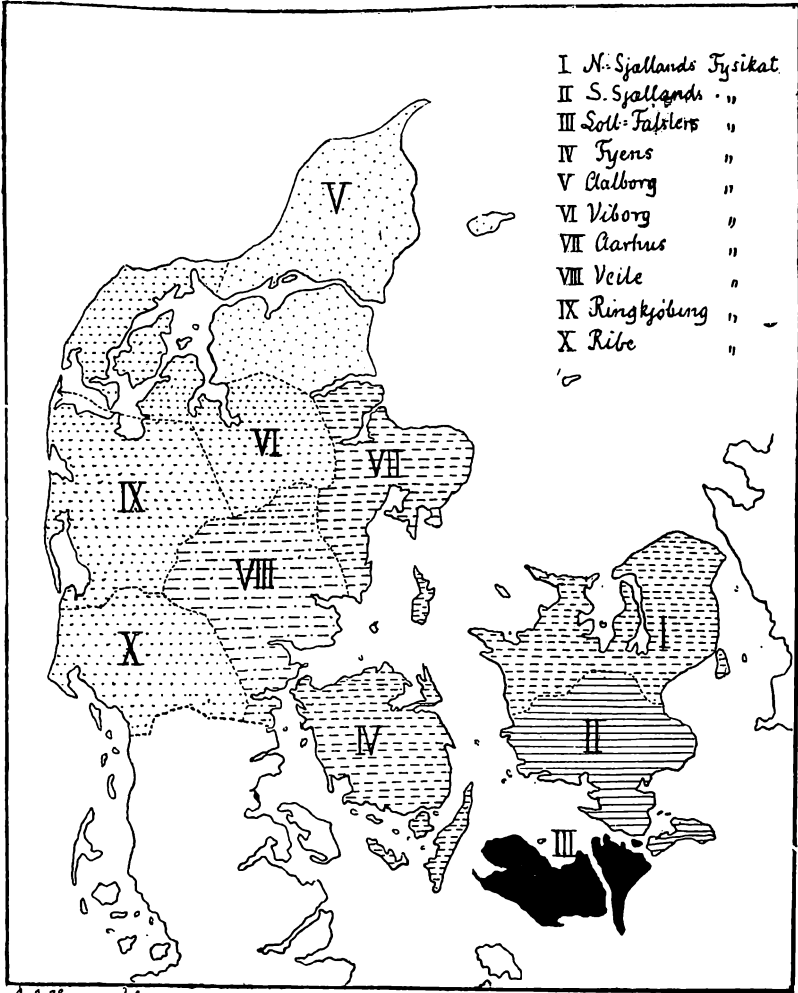 I N. Sjællands Fysikat
II S. Sjællands "
III Loll=Falsters "
IV Fyens "
V Aalborg "
VI Viborg "
VII Aarhus "
VIII Veile "
IX Ringkjöbing "
X Ribe "
V
VI
VII
IX
VIII
X
I
IV
II
III